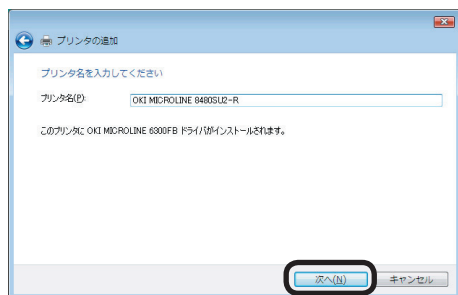 プリンタの追加
プリンタ名を入力してください
プリンタ名(P): OKI MICROLINE 8480SU2-R
このプリンタに OKI MICROLINE 6300FB ドライバがインストールされます。
次へ(N) キャンセル